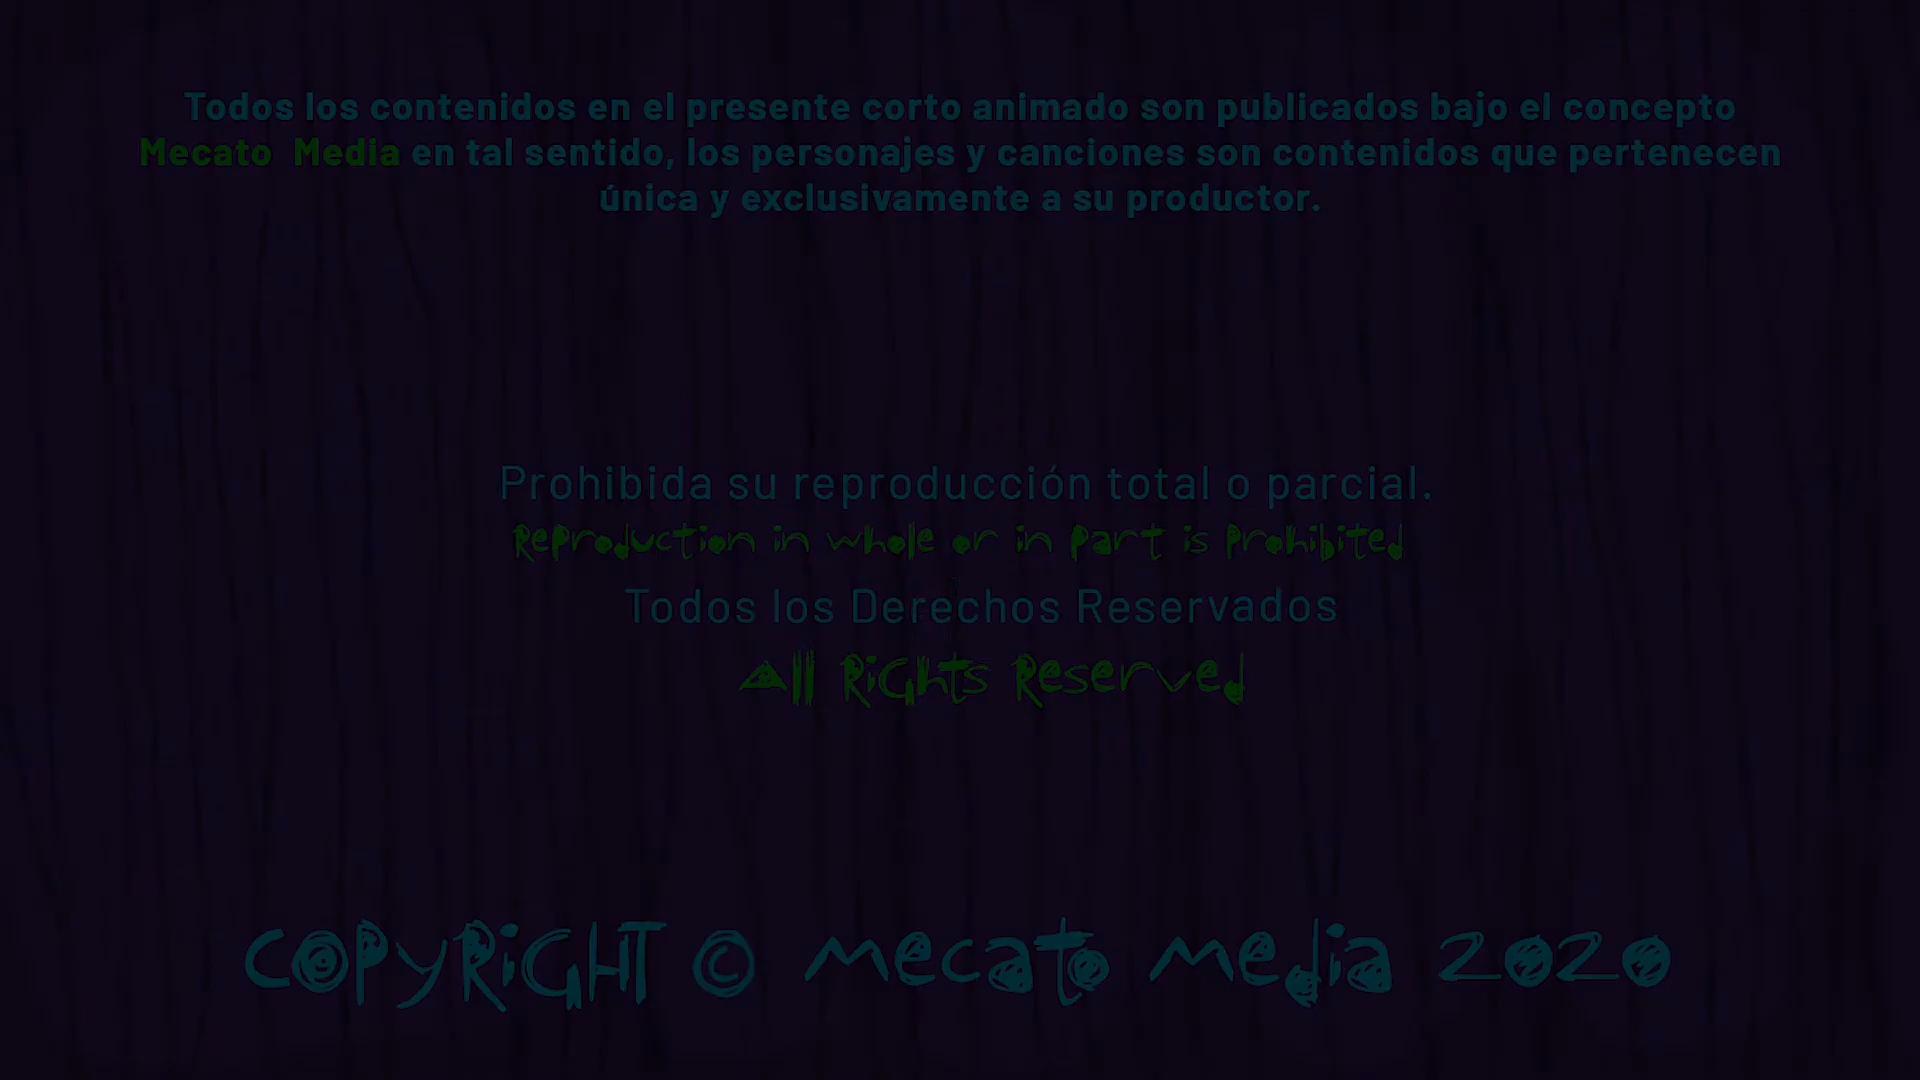 Todos los contenidos en el presente corto animado son publicados bajo el concepto
Mecato Media en tal sentido, los personajes y canciones son contenidos que pertenecen
única y exclusivamente a su productor.
Prohibida su reproducción total o parcial.
Reproduction in whole or in part is Prohibited
Todos los Derechos Reservados
All Rights Reserved
COPYRIGHT © mecato media 2020